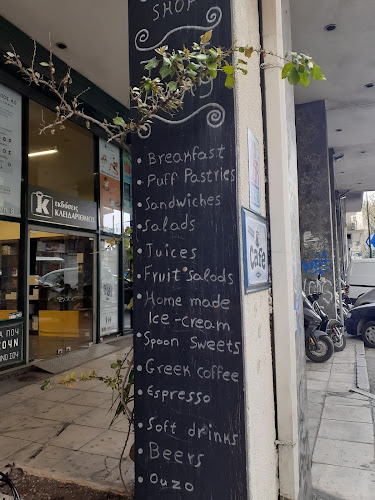 SHOP
• Breakfast
• Puff Pastries
• Sandwiches
• Salads
• Juices
• Fruit Salads
• Home made
Ice-Cream
• Spoon Sweets
• Greek coffee
• Espresso
• Soft drinks
• Beers
• Ouzo
cafe
εκδόσεις
ΚΛΕΙΔΑΡΙΘΜΟΣ